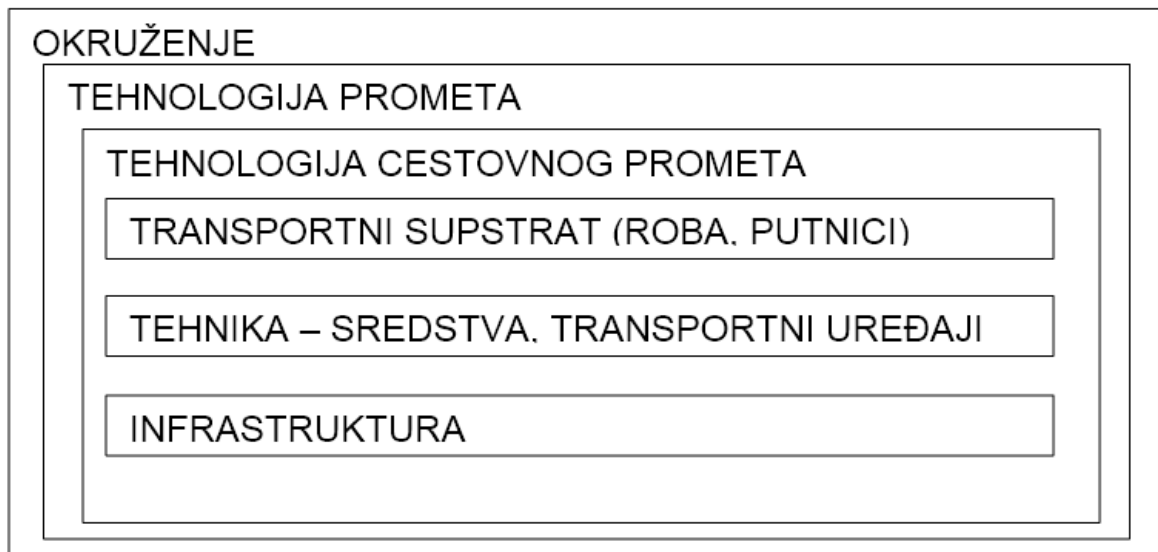 OKRUŽENJE
TEHNOLOGIJA PROMETA
TEHNOLOGIJA CESTOVNOG PROMETA
TRANSPORTNI SUPSTRAT (ROBA, PUTNICI)
TEHNIKA – SREDSTVA, TRANSPORTNI UREĐAJI
INFRASTRUKTURA